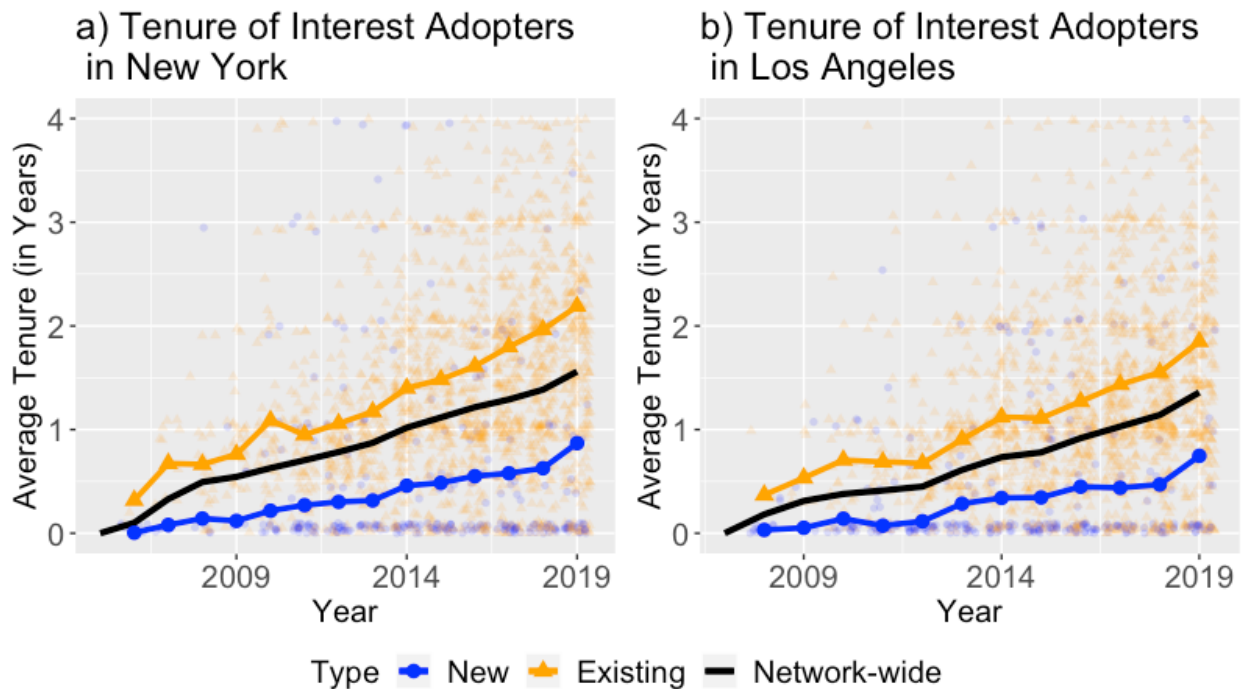 a) Tenure of Interest Adopters
in New York
b) Tenure of Interest Adopters
in Los Angeles
Average Tenure (in Years)
4
3
2
1
0
2009
2014
2019
Year
Average Tenure (in Years)
4
3
2
1
0
2009
2014
2019
Year
Type New Existing Network-wide